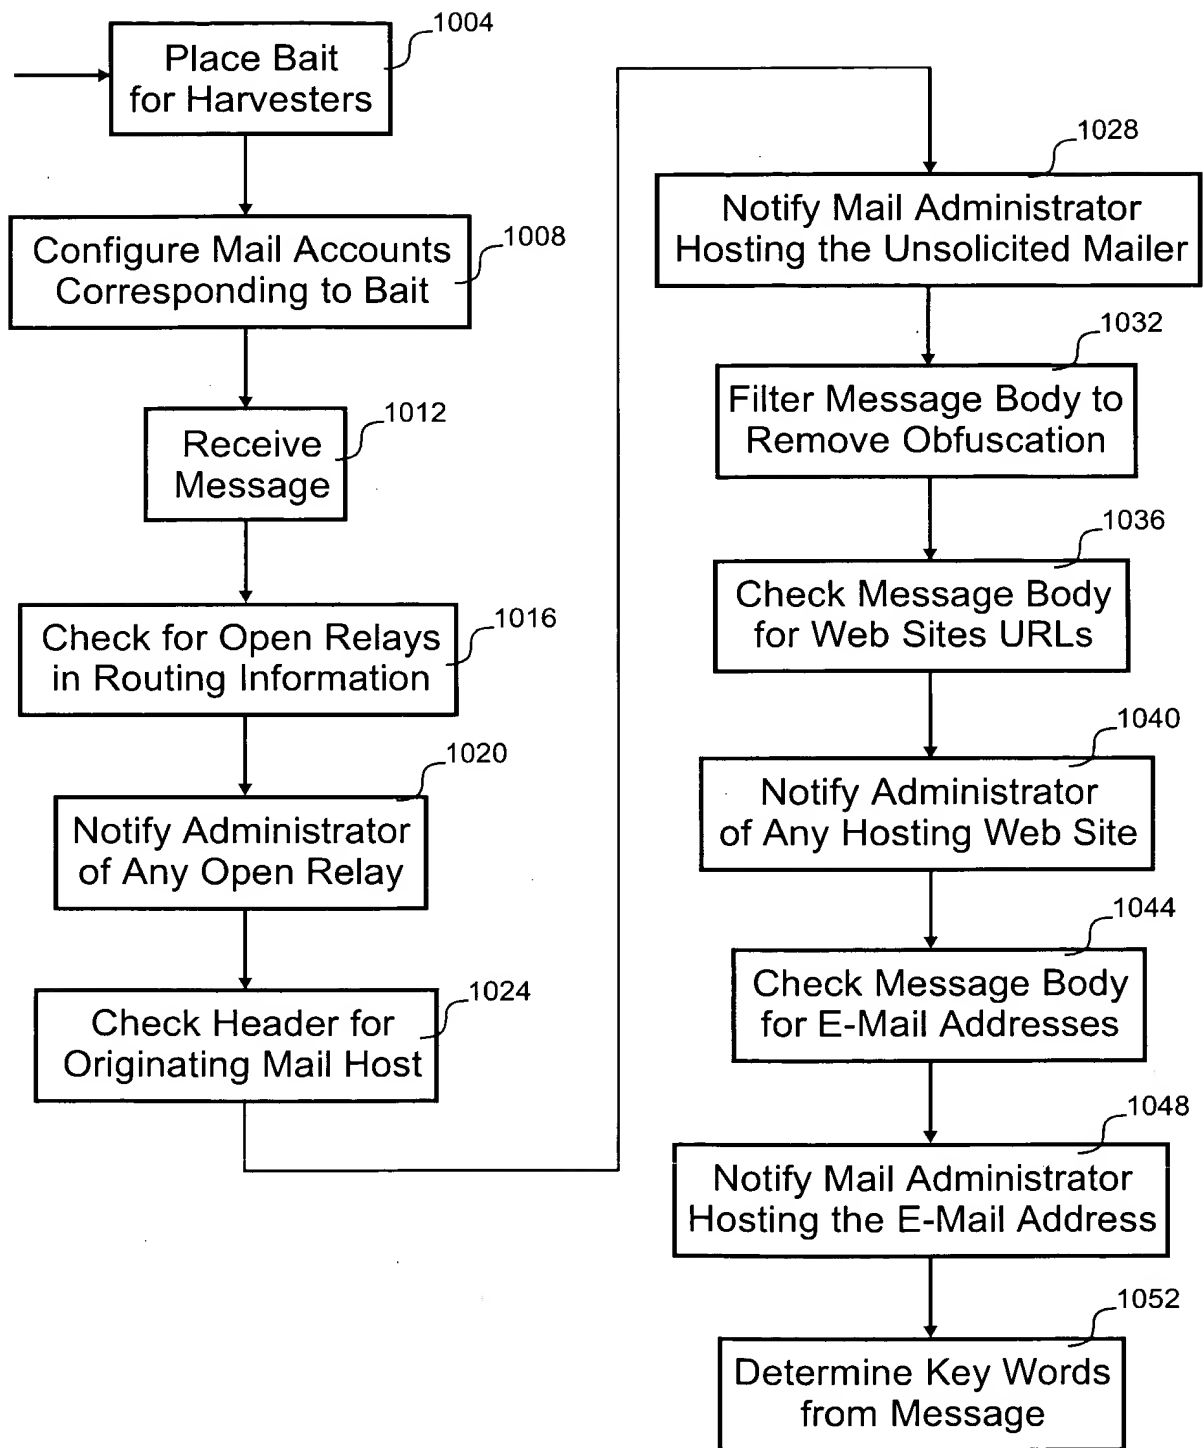 1004
Place Bait
for Harvesters
1008
Configure Mail Accounts
Corresponding to Bait
1012
Receive
Message
1016
Check for Open Relays
in Routing Information
1020
Notify Administrator
of Any Open Relay
1024
Check Header for
Originating Mail Host
1028
Notify Mail Administrator
Hosting the Unsolicited Mailer
1032
Filter Message Body to
Remove Obfuscation
1036
Check Message Body
for Web Sites URLs
1040
Notify Administrator
of Any Hosting Web Site
1044
Check Message Body
for E-Mail Addresses
1048
Notify Mail Administrator
Hosting the E-Mail Address
1052
Determine Key Words
from Message